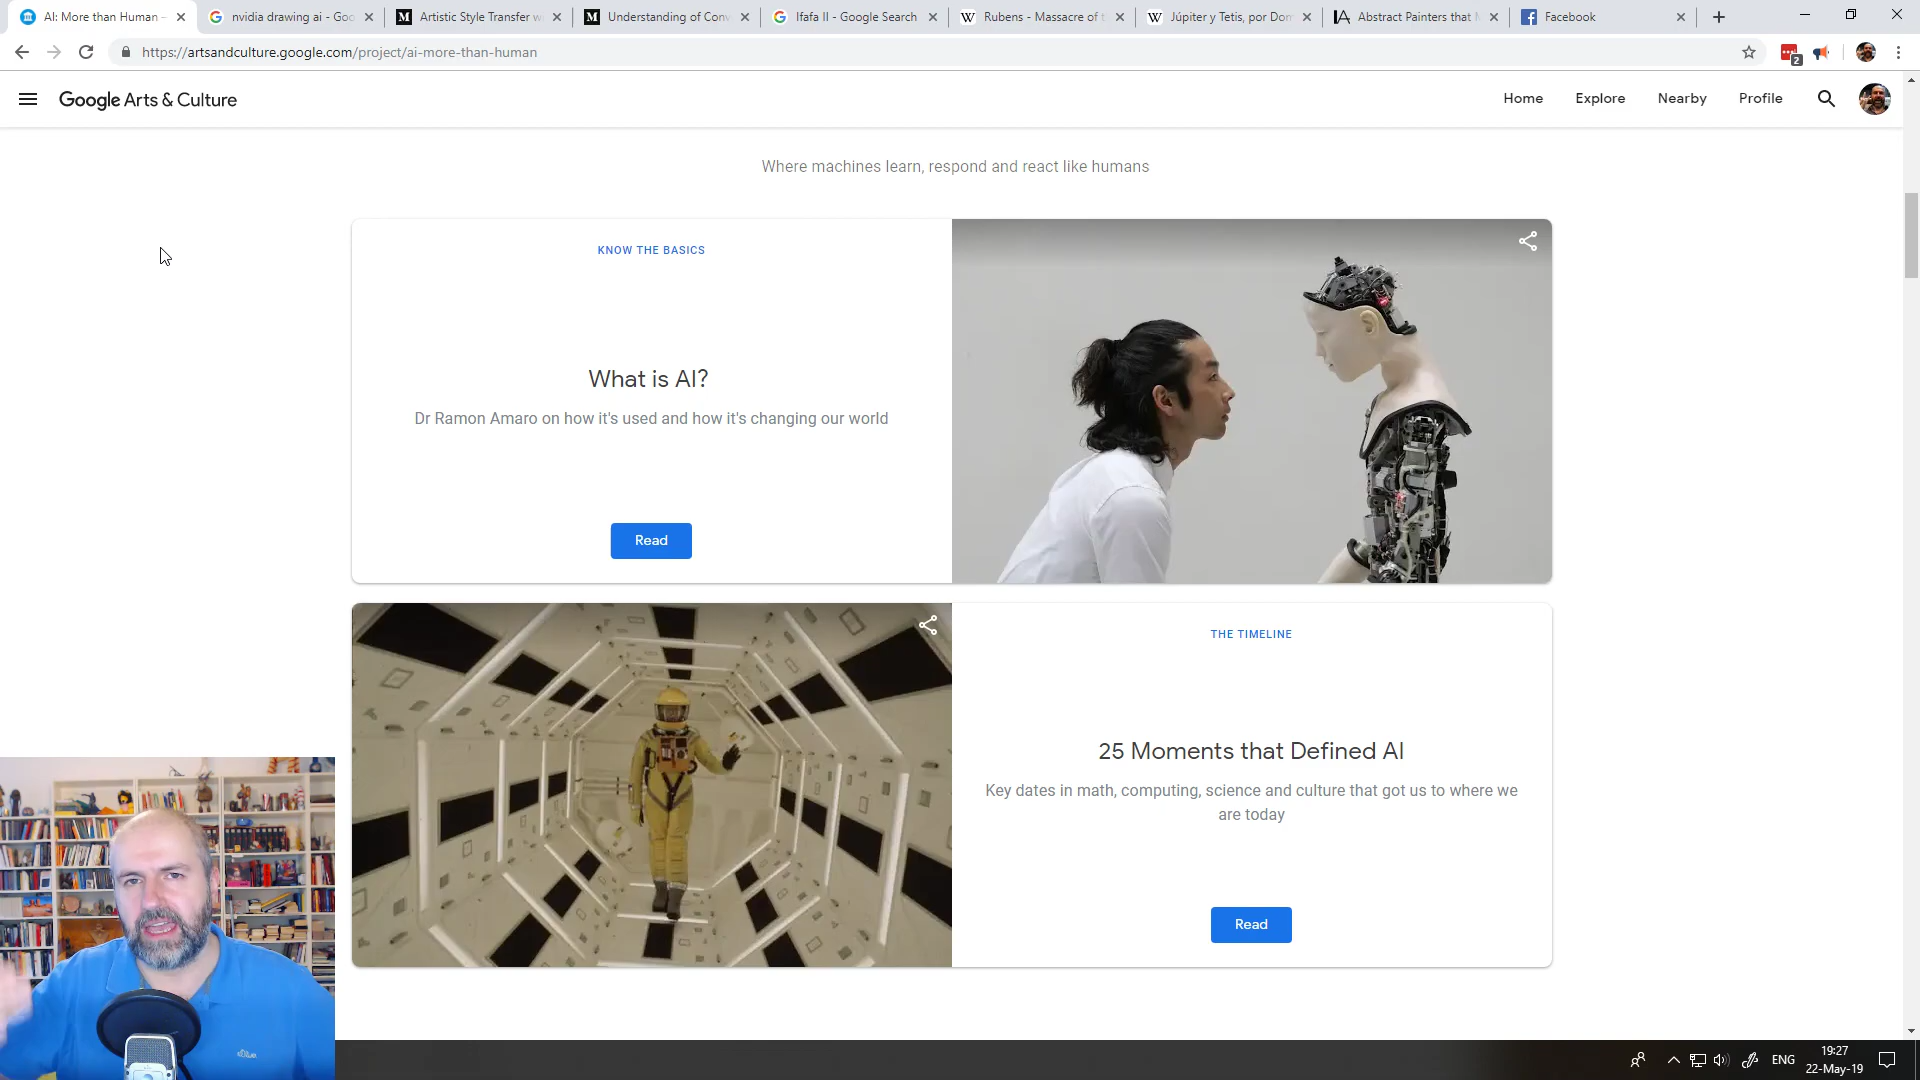 AI: More than Human –
nvidia drawing ai - Goo
Artistic Style Transfer w
Understanding of Conv
Ifafa II - Google Search
Rubens - Massacre of t
Júpiter y Tetis, por Dom
Abstract Painters that
Facebook
https://artsandculture.google.com/project/ai-more-than-human
2
Google Arts & Culture
Home
Explore
Nearby
Profile
Where machines learn, respond and react like humans
KNOW THE BASICS
What is AI?
Dr Ramon Amaro on how it's used and how it's changing our world
Read
THE TIMELINE
25 Moments that Defined AI
Key dates in math, computing, science and culture that got us to where we
are today
Read
s.Oliver
ENG
19:27
22-May-19